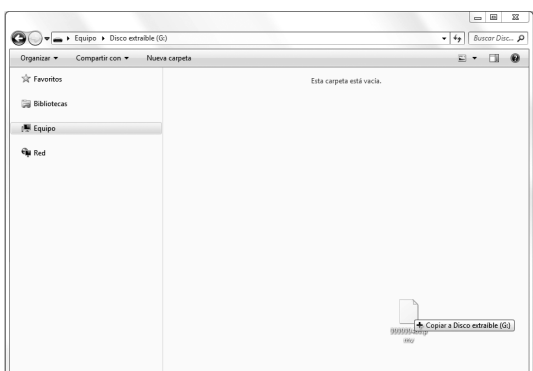 Equipo Disco extraíble (G:)
Buscar Disc...
Organizar Compartir con Nueva carpeta
Esta carpeta está vacía.
Favoritos
Bibliotecas
Equipo
Red
Copiar a Disco extraíble (G:)